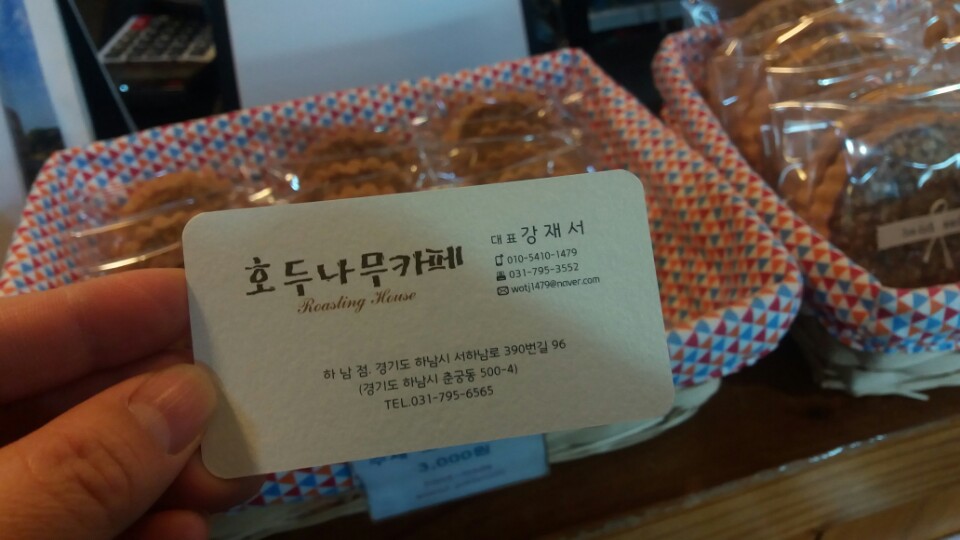 호두나무카페
Roasting House
대표 강재서
010-5410-1479
031-795-3552
wotj1479@naver.com
하 남 점. 경기도 하남시 서하남로 390번길 96
(경기도 하남시 춘궁동 500-4)
TEL.031-795-6565
3,000원